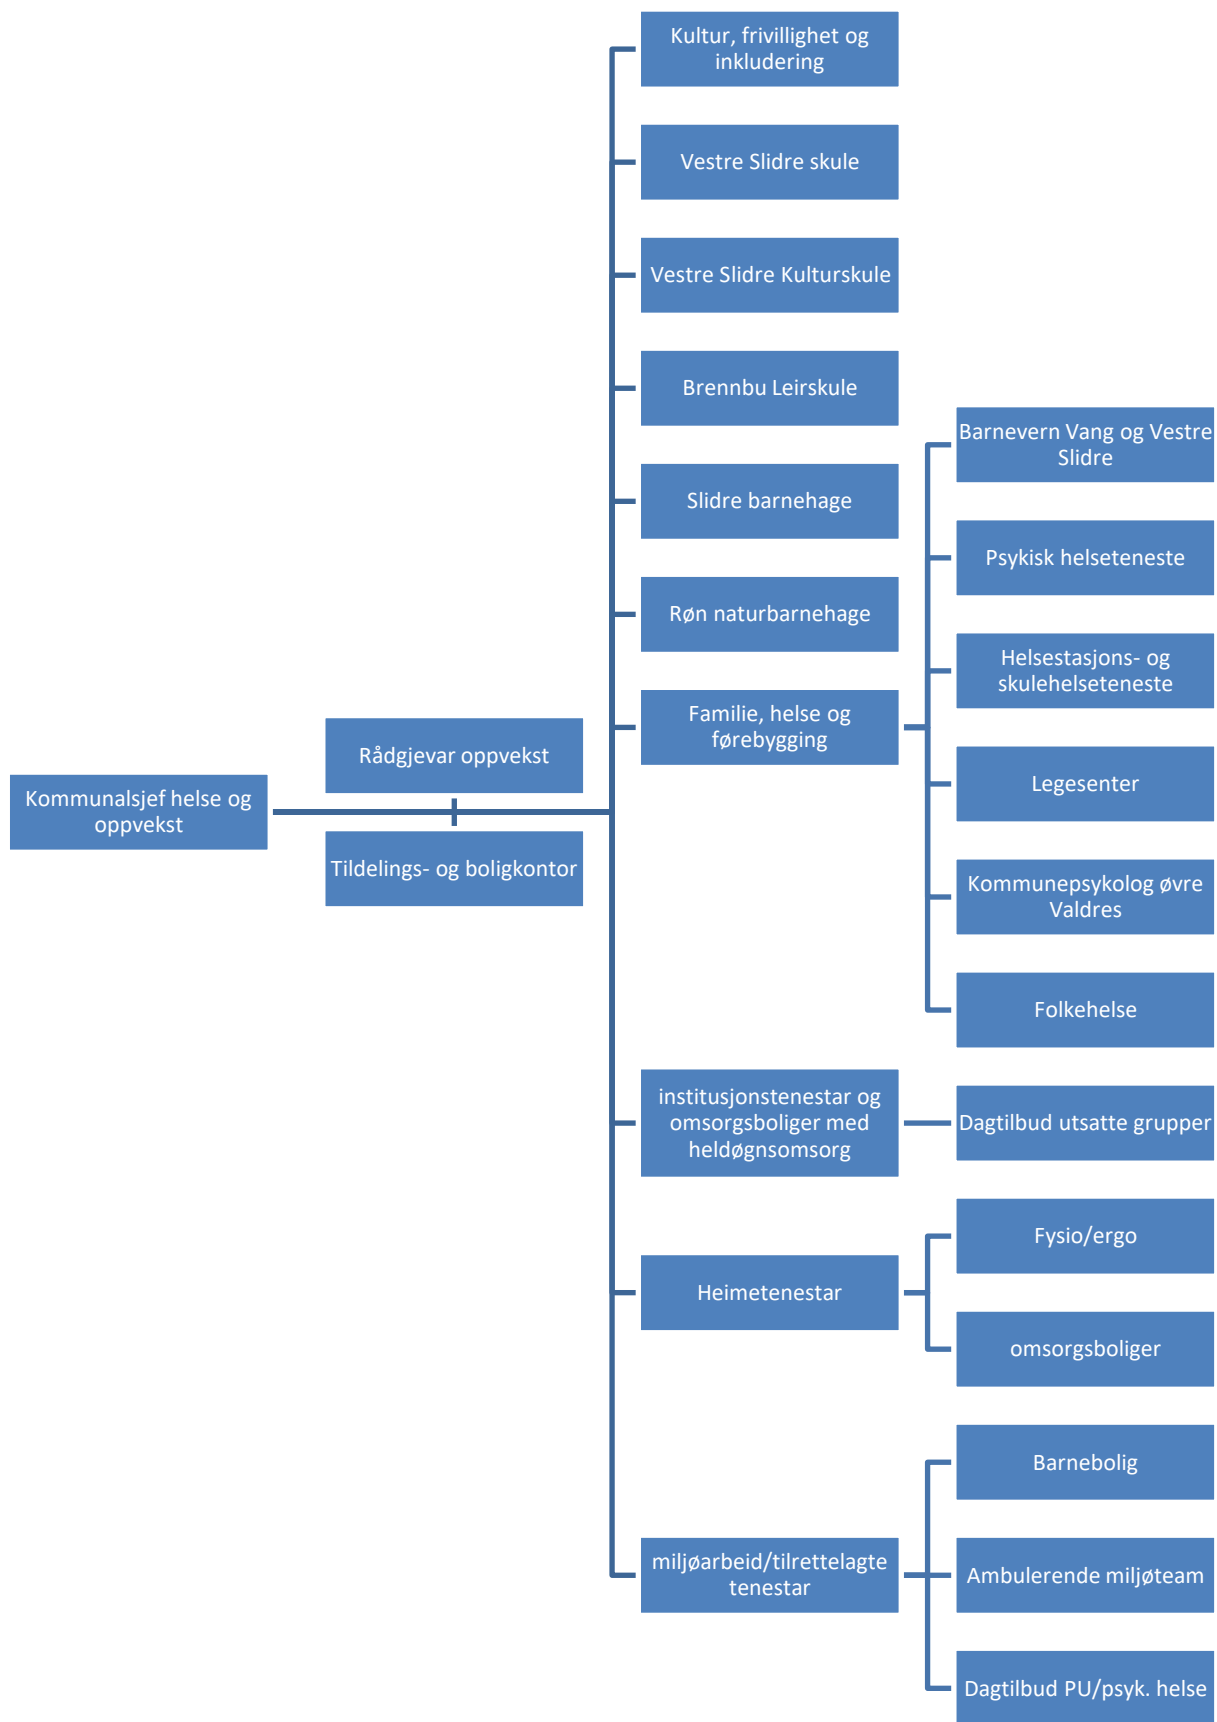 Kommunalsjef helse og
oppvekst
Rådgjevar oppvekst
Tildelings- og boligkontor
Kultur, frivillighet og
inkludering
Vestre Slidre skule
Vestre Slidre Kulturskule
Brennbu Leirskule
Slidre barnehage
Røn naturbarnehage
Familie, helse og
førebygging
Barnevern Vang og Vestre
Slidre
Psykisk helseteneste
Helsestasjons- og
skulehelseteneste
Legesenter
Kommunepsykolog øvre
Valdres
Folkehelse
institusjonstenestar og
omsorgsboliger med
heldøgnsomsorg
Dagtilbud utsatte grupper
Heimetenestar
Fysio/ergo
omsorgsboliger
miljøarbeid/tilrettelagte
tenestar
Barnebolig
Ambulerende miljøteam
Dagtilbud PU/psyk. helse